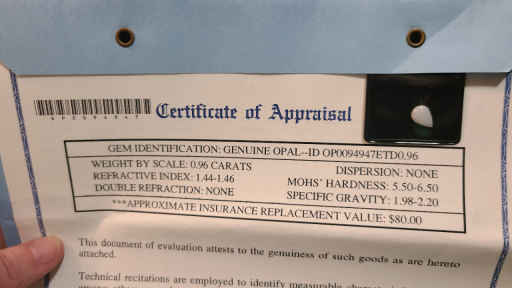 Certificate of Appraisal
GEM IDENTIFICATION: GENUINE OPAL--ID OP0094947ETD0.96
WEIGHT BY SCALE: 0.96 CARATS
DISPERSION: NONE
REFRACTIVE INDEX: 1.44-1.46
MOHS' HARDNESS: 5.50-6.50
DOUBLE REFRACTION: NONE
SPECIFIC GRAVITY: 1.98-2.20
***APPROXIMATE INSURANCE REPLACEMENT VALUE: $80.00
This document of evaluation attests to the genuiness of such goods as are hereto
attached.
Technical recitations are employed to identify measurable